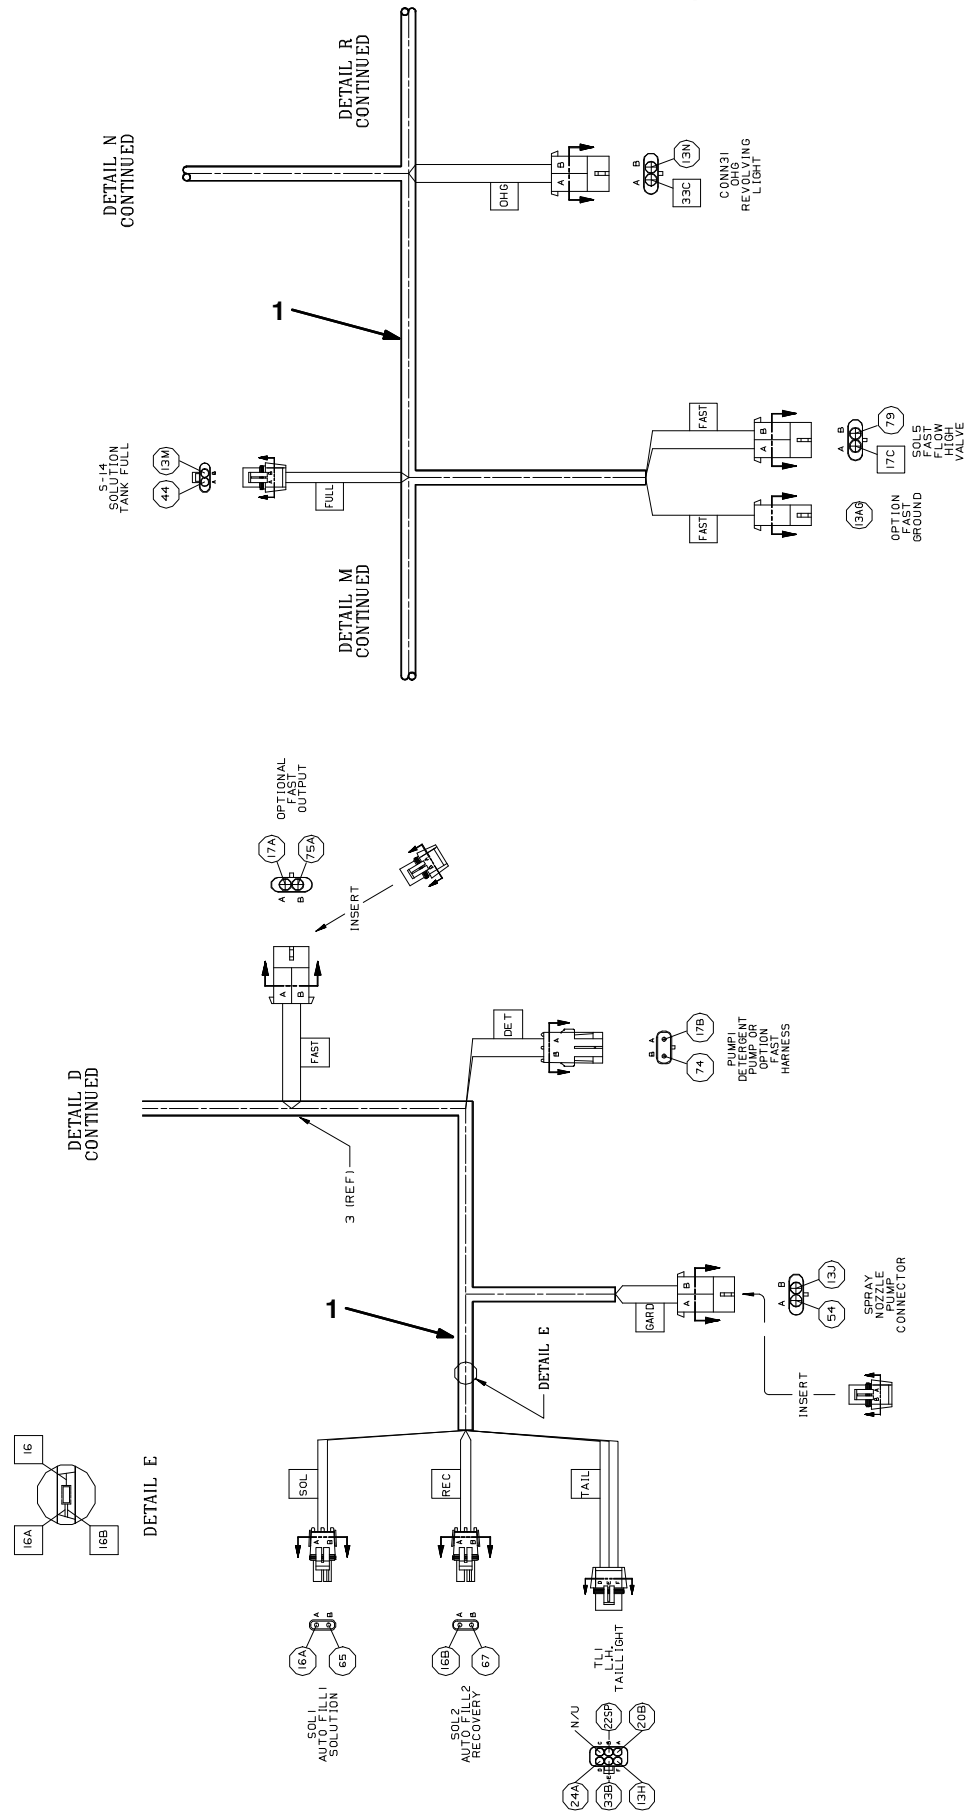 DETAIL N
CONTINUED
DETAIL R
CONTINUED
OHG
A
B
A
B
13N
33C
CONN31
OHG
REVOLVING
LIGHT
1
S-14
SOLUTION
TANK FULL
13M
44
A
B
FULL
DETAIL M
CONTINUED
FAST
A
B
A
B
79
17C
SOL5
FAST
FLOW
HIGH
VALVE
FAST
13AG
OPTION
FAST
GROUND
OPTIONAL
FAST
OUTPUT
17A
75A
A
B
INSERT
A
B
FAST
DETAIL D
CONTINUED
3 (REF)
DET
B
A
B
A
17B
74
PUMP1
DETERGENT
PUMP OR
OPTION
FAST
HARNESS
1
DETAIL E
GARD
A
B
A
B
13J
54
SPRAY
NOZZLE
PUMP
CONNECTOR
INSERT
B
A
16
16A
16B
DETAIL E
SOL
A
B
A
B
16A
65
SOL1
AUTO FILL1
SOLUTION
REC
A
B
A
B
16B
67
SOL2
AUTO FILL2
RECOVERY
TAIL
D
E
F
TL1
L.H.
TAILLIGHT
N/U
22SP
20B
C
B
A
D
E
F
24A
33B
13H